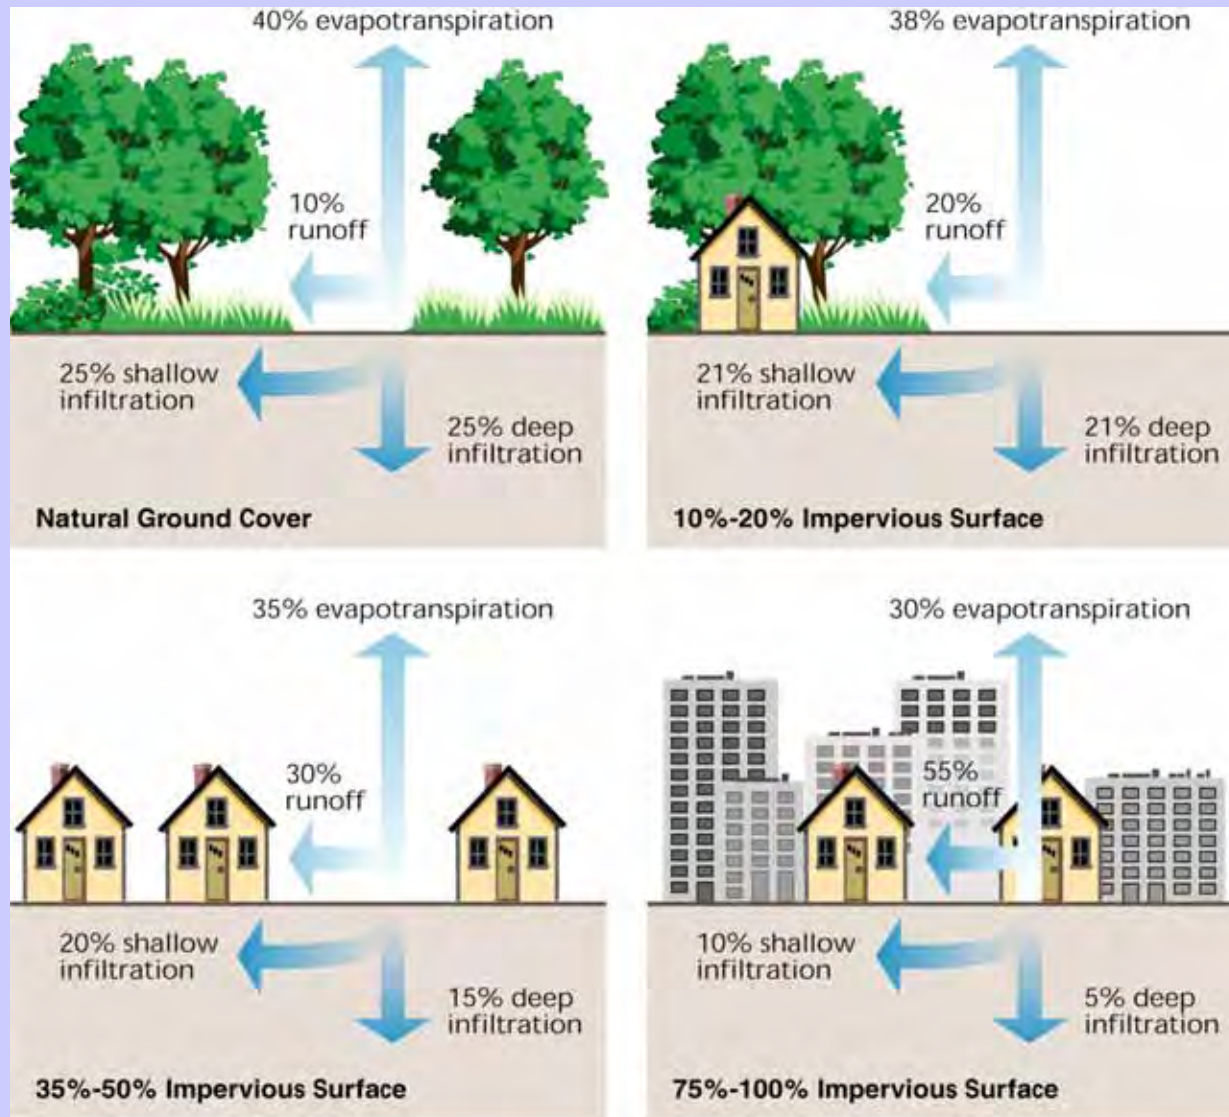 40% evapotranspiration
10%
runoff
25% shallow
infiltration
25% deep
infiltration
Natural Ground Cover
38% evapotranspiration
20%
runoff
21% shallow
infiltration
21% deep
infiltration
10%-20% Impervious Surface
35% evapotranspiration
30%
runoff
20% shallow
infiltration
15% deep
infiltration
35%-50% Impervious Surface
30% evapotranspiration
55%
runoff
10% shallow
infiltration
5% deep
infiltration
75%-100% Impervious Surface